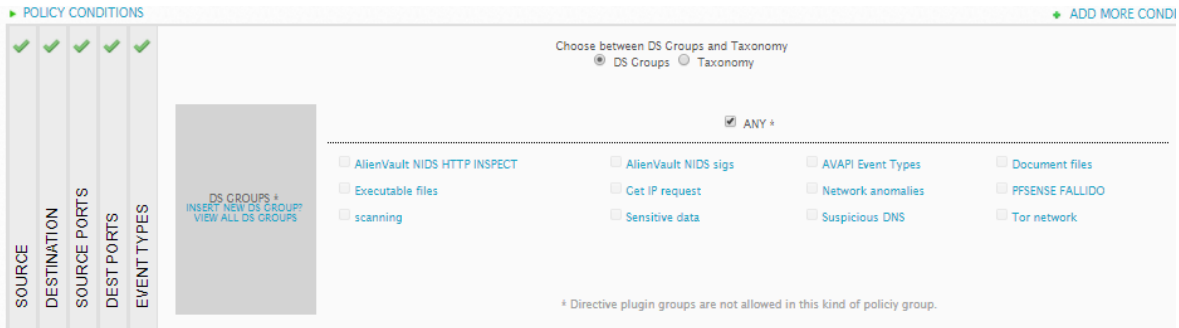 POLICY CONDITIONS
ADD MORE CONDI
Choose between DS Groups and Taxonomy
DS Groups Taxonomy
ANY *
DS GROUPS *
INSERT NEW DS GROUP?
VIEW ALL DS GROUPS
AlienVault NIDS HTTP INSPECT AlienVault NIDS sigs AVAPI Event Types Document files
Executable files Get IP request Network anomalies PFSENSE FALLIDO
scanning Sensitive data Suspicious DNS Tor network
* Directive plugin groups are not allowed in this kind of policiy group.
SOURCE
DESTINATION
SOURCE PORTS
DEST PORTS
EVENT TYPES